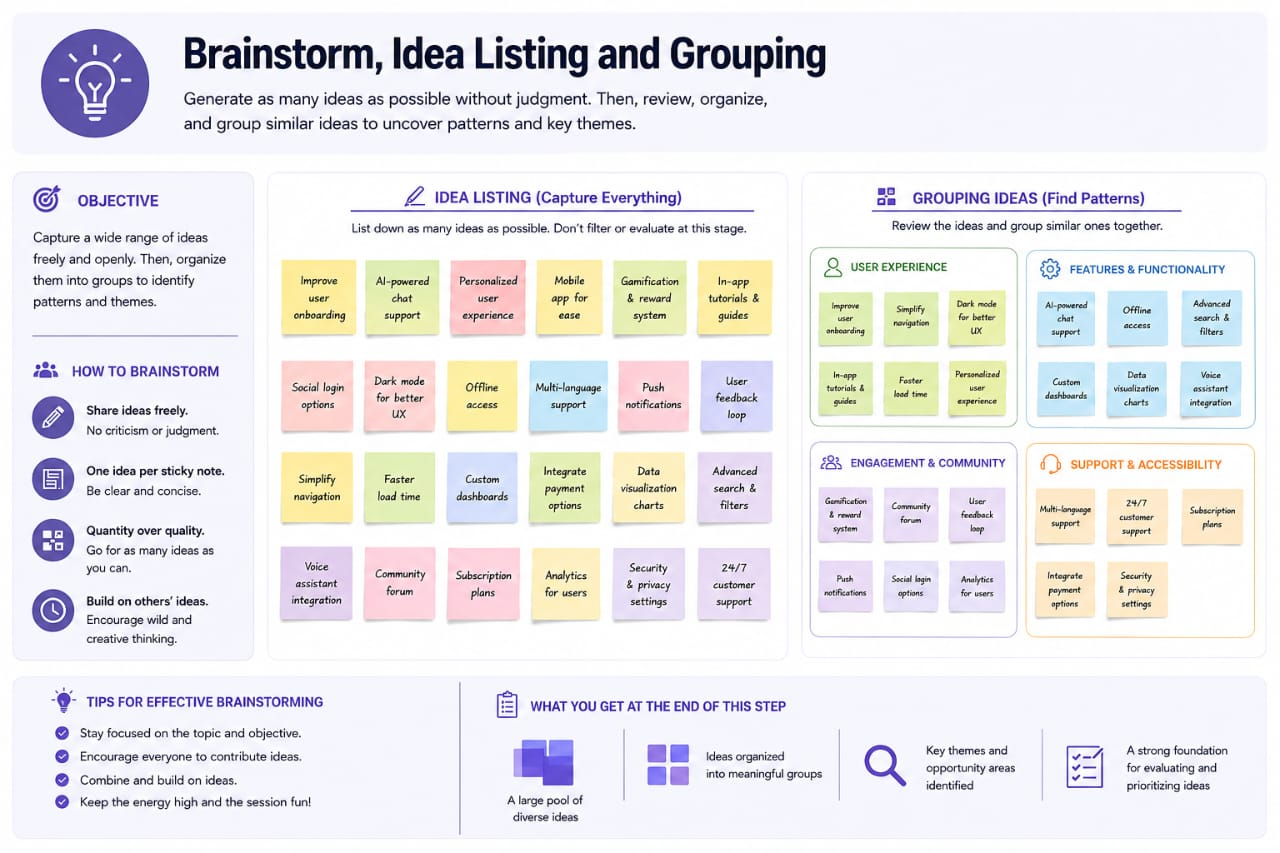 Brainstorm, Idea Listing and Grouping
Generate as many ideas as possible without judgment. Then, review, organize,
and group similar ideas to uncover patterns and key themes.
OBJECTIVE
Capture a wide range of ideas
freely and openly. Then, organize
them into groups to identify
patterns and themes.
HOW TO BRAINSTORM
Share ideas freely.
No criticism or judgment.
One idea per sticky note.
Be clear and concise.
Quantity over quality.
Go for as many ideas as
you can.
Build on others' ideas.
Encourage wild and
creative thinking.
IDEA LISTING (Capture Everything)
List down as many ideas as possible. Don't filter or evaluate at this stage.
Improve
user
onboarding
AI-powered
chat
support
Personalized
user
experience
Mobile
app for
ease
Gamification
& reward
system
In-app
tutorials &
guides
Social login
options
Dark mode
for better
UX
Offline
access
Multi-language
support
Push
notifications
User
feedback
loop
Simplify
navigation
Faster
load time
Custom
dashboards
Integrate
payment
options
Data
visualization
charts
Advanced
search &
filters
Voice
assistant
integration
Community
forum
Subscription
plans
Analytics
for users
Security
& privacy
settings
24/7
customer
support
GROUPING IDEAS (Find Patterns)
Review the ideas and group similar ones together.
USER EXPERIENCE
Improve
user
onboarding
Simplify
navigation
Dark mode
for better
UX
In-app
tutorials &
guides
Faster
load time
Personalized
user
experience
FEATURES & FUNCTIONALITY
AI-powered
chat
support
Offline
access
Advanced
search &
filters
Custom
dashboards
Data
visualization
charts
Voice
assistant
integration
ENGAGEMENT & COMMUNITY
Gamification
& reward
system
Community
forum
User
feedback
loop
Push
notifications
Social login
options
Analytics
for users
SUPPORT & ACCESSIBILITY
Multi-language
support
24/7
customer
support
Subscription
plans
Integrate
payment
options
Security
& privacy
settings
TIPS FOR EFFECTIVE BRAINSTORMING
Stay focused on the topic and objective.
Encourage everyone to contribute ideas.
Combine and build on ideas.
Keep the energy high and the session fun!
WHAT YOU GET AT THE END OF THIS STEP
A large pool of
diverse ideas
Ideas organized
into meaningful groups
Key themes and
opportunity areas
identified
A strong foundation
for evaluating and
prioritizing ideas